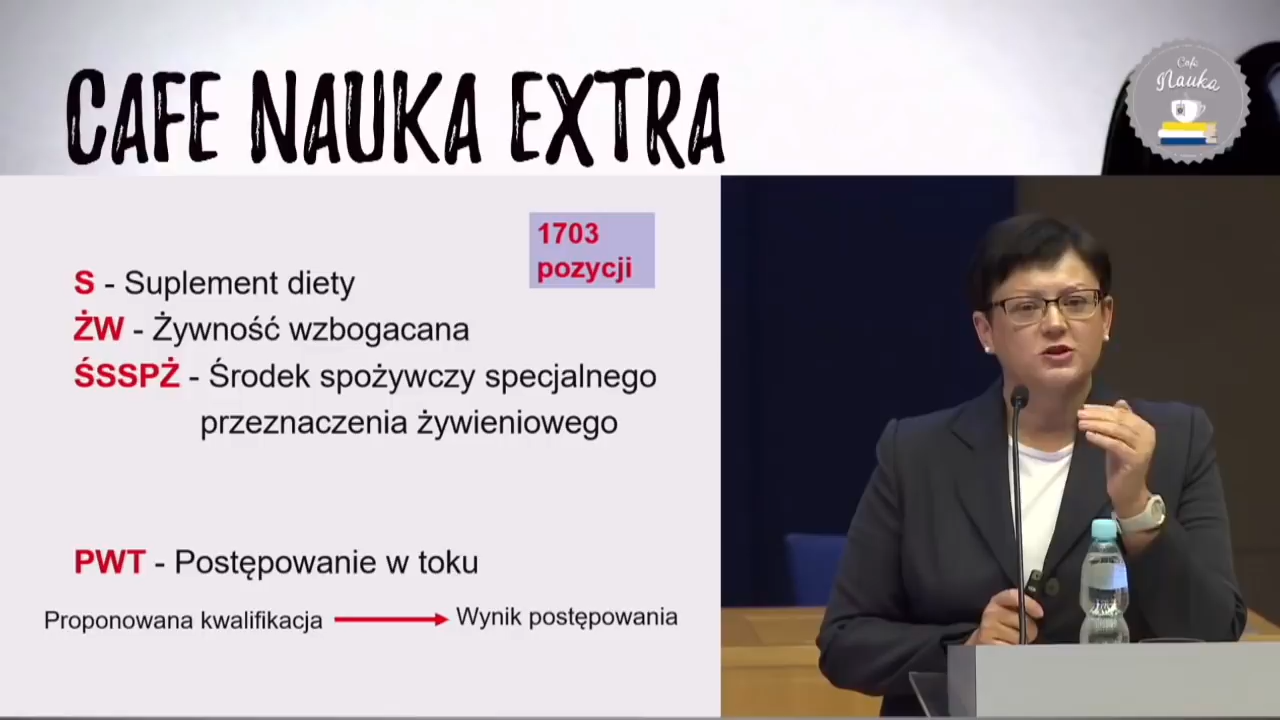 CAFE NAUKA EXTRA
Cafe
Nauka
1703
pozycji
S - Suplement diety
ŻW - Żywność wzbogacana
ŚSSPŻ - Środek spożywczy specjalnego
przeznaczenia żywieniowego
PWT - Postępowanie w toku
Proponowana kwalifikacja
Wynik postępowania